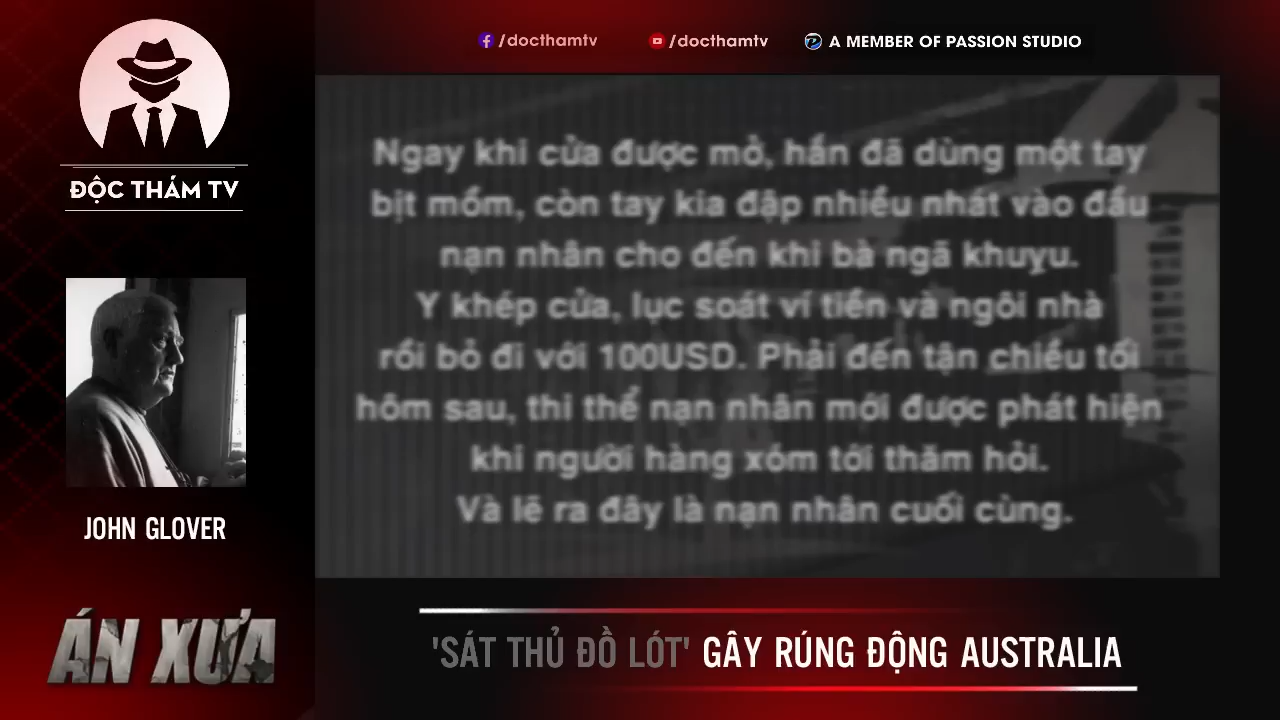 /docthamtv
/docthamtv
A MEMBER OF PASSION STUDIO
ĐỘC THÁM TV
Ngay khi cửa được mở, hắn đã dùng một tay
bịt mồm, còn tay kia đập nhiều nhát vào đầu
nạn nhân cho đến khi bà ngã khuỵu.
Y khép cửa, lục soát ví tiền và ngôi nhà
rồi bỏ đi với 100USD. Phải đến tận chiều tối
hôm sau, thi thể nạn nhân mới được phát hiện
khi người hàng xóm tới thăm hỏi.
Và lẽ ra đây là nạn nhân cuối cùng.
JOHN GLOVER
ÁN XƯA
'SÁT THỦ ĐỒ LÓT' GÂY RÚNG ĐỘNG AUSTRALIA